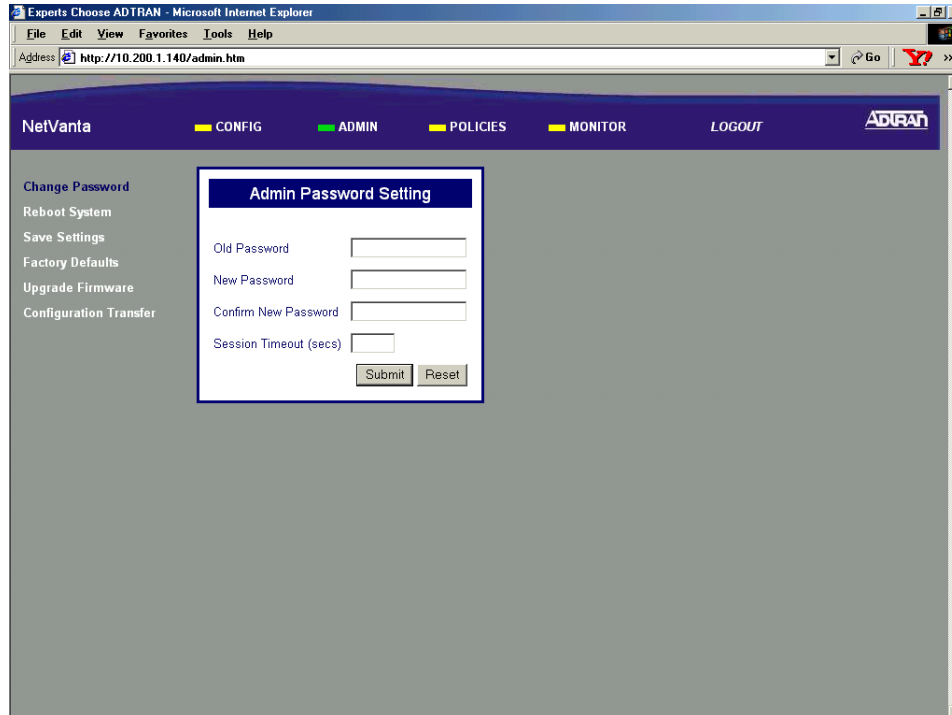 Experts Choose ADTRAN - Microsoft Internet Explorer
File Edit View Favorites Tools Help
Address http://10.200.1.140/admin.htm Go »
NetVanta CONFIG ADMIN POLICIES MONITOR LOGOUT ADTRAN
Change Password
Reboot System
Save Settings
Factory Defaults
Upgrade Firmware
Configuration Transfer
Admin Password Setting
Old Password
New Password
Confirm New Password
Session Timeout (secs)
Submit Reset